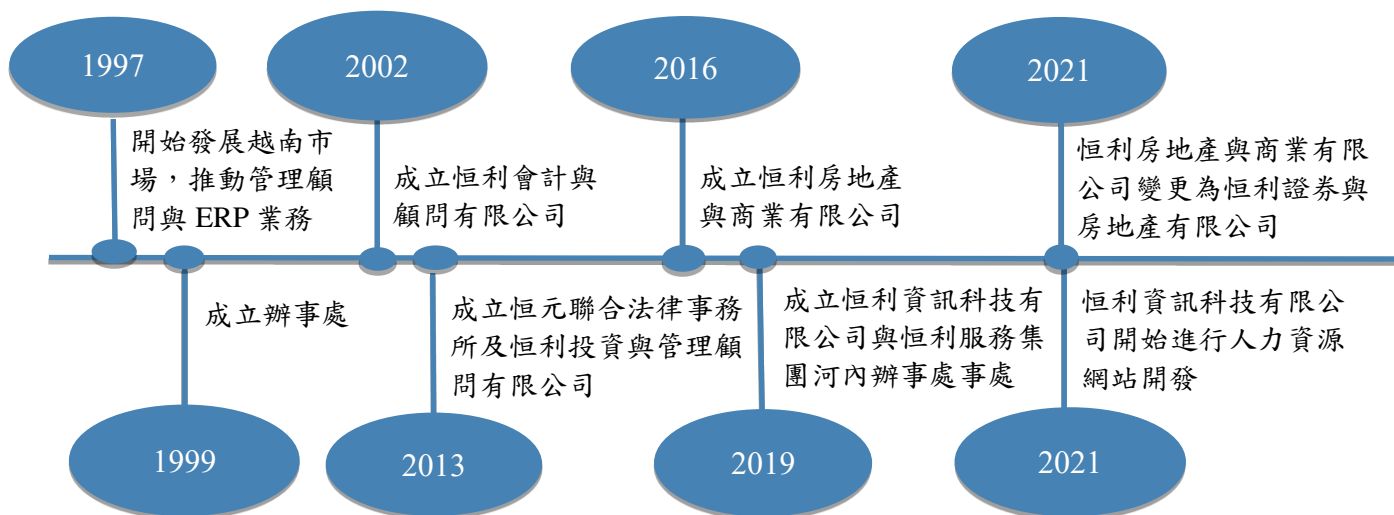 1997
開始發展越南市
場，推動管理顧
問與 ERP 業務
1999
成立辦事處
2002
成立恒利會計與
顧問有限公司
2013
成立恒元聯合法律事務
所及恒利投資與管理顧
問有限公司
2016
成立恒利房地產
與商業有限公司
2019
成立恒利資訊科技有
限公司與恒利服務集
團河內辦事處事處
2021
恒利房地產與商業有限
公司變更為恒利證券與
房地產有限公司
2021
恒利資訊科技有限公
司開始進行人力資源
網站開發